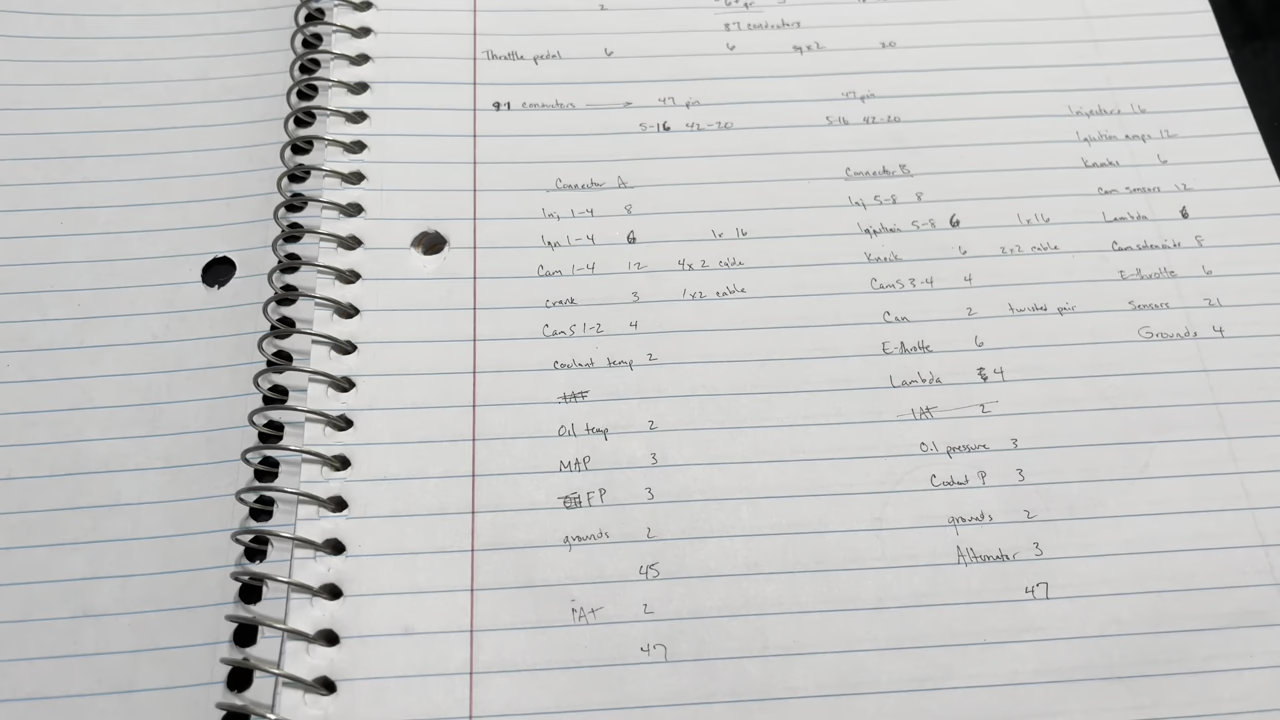 2
87 conductors
Throttle pedal 6 6 20
91 conductors → 47 pin 47 pin
5-16 42-20 5-16 42-20
Injectors 16
Ignition amps 12
Knocks 6
Cam sensors 12
Lambda 6
Cam solenoids 8
E-throttle 6
Sensors 21
Grounds 4
Connector A
Inj 1-4 8
Ign 1-4 6 1x 16
Cam 1-4 12 4x2 cable
crank 3 1x2 cable
CamS 1-2 4
coolant temp 2
IAT
Oil temp 2
MAP 3
FP 3
grounds 2
45
IAT 2
47
Connector B
Inj 5-8 8
Ignition 5-8 6 1x16
Knock 6 2x2 cable
CamS 3-4 4
Can 2 twisted pair
E-throttle 6
Lambda 4
IAT 2
Oil pressure 3
Coolant P 3
grounds 2
Alternator 3
47